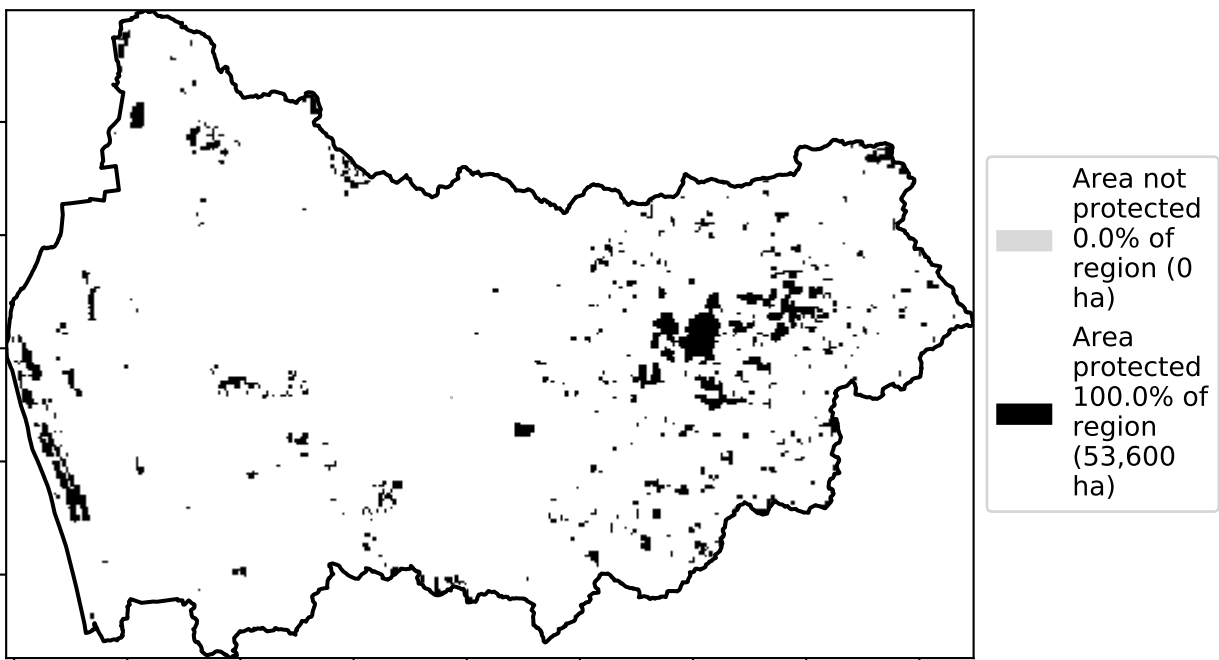 Area not
protected
0.0% of
region (0
ha)
Area
protected
100.0% of
region
(53,600
ha)